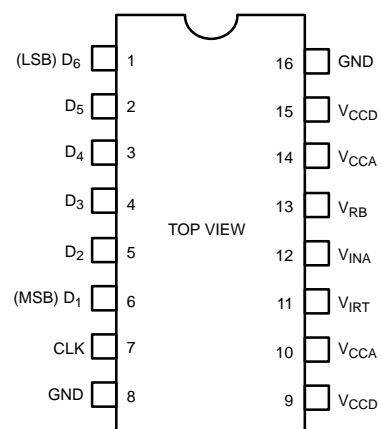 (LSB) D6 1 16 GND
D5 2 15 VCCD
D4 3 14 VCCA
D3 4 13 VRB
TOP VIEW
D2 5 12 VINA
(MSB) D1 6 11 VIRT
CLK 7 10 VCCA
GND 8 9 VCCD